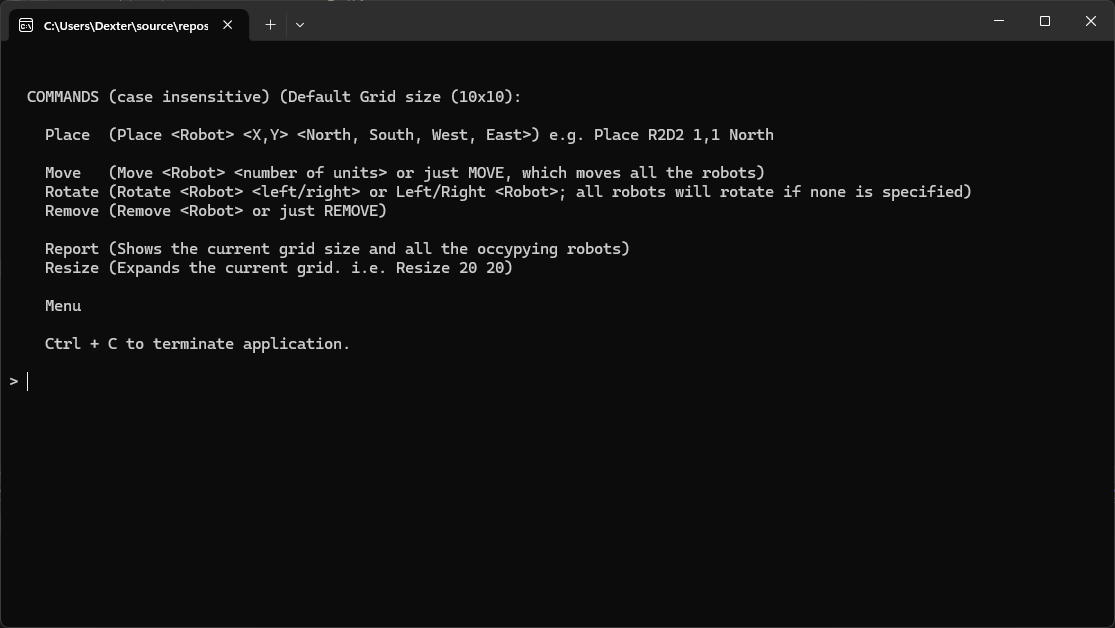 C:\Users\Dexter\source\repos
COMMANDS (case insensitive) (Default Grid size (10x10):
Place (Place <Robot> <X,Y> <North, South, West, East>) e.g. Place R2D2 1,1 North
Move (Move <Robot> <number of units> or just MOVE, which moves all the robots)
Rotate (Rotate <Robot> <left/right> or Left/Right <Robot>; all robots will rotate if none is specified)
Remove (Remove <Robot> or just REMOVE)
Report (Shows the current grid size and all the occypying robots)
Resize (Expands the current grid. i.e. Resize 20 20)
Menu
Ctrl + C to terminate application.
>